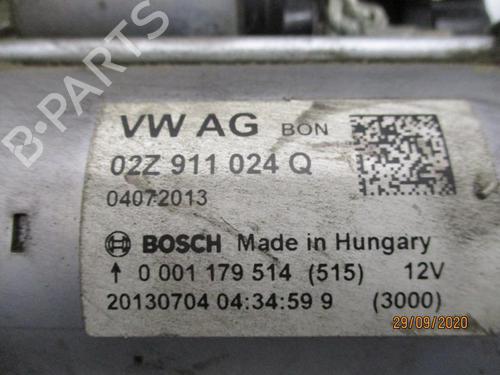 VW AG BON
02Z 911 024 Q
04072013
BOSCH Made in Hungary
↑ 0 001 179 514 (515) 12V
20130704 04:34:59 9 (3000)
29/09/2020
B-PARTS